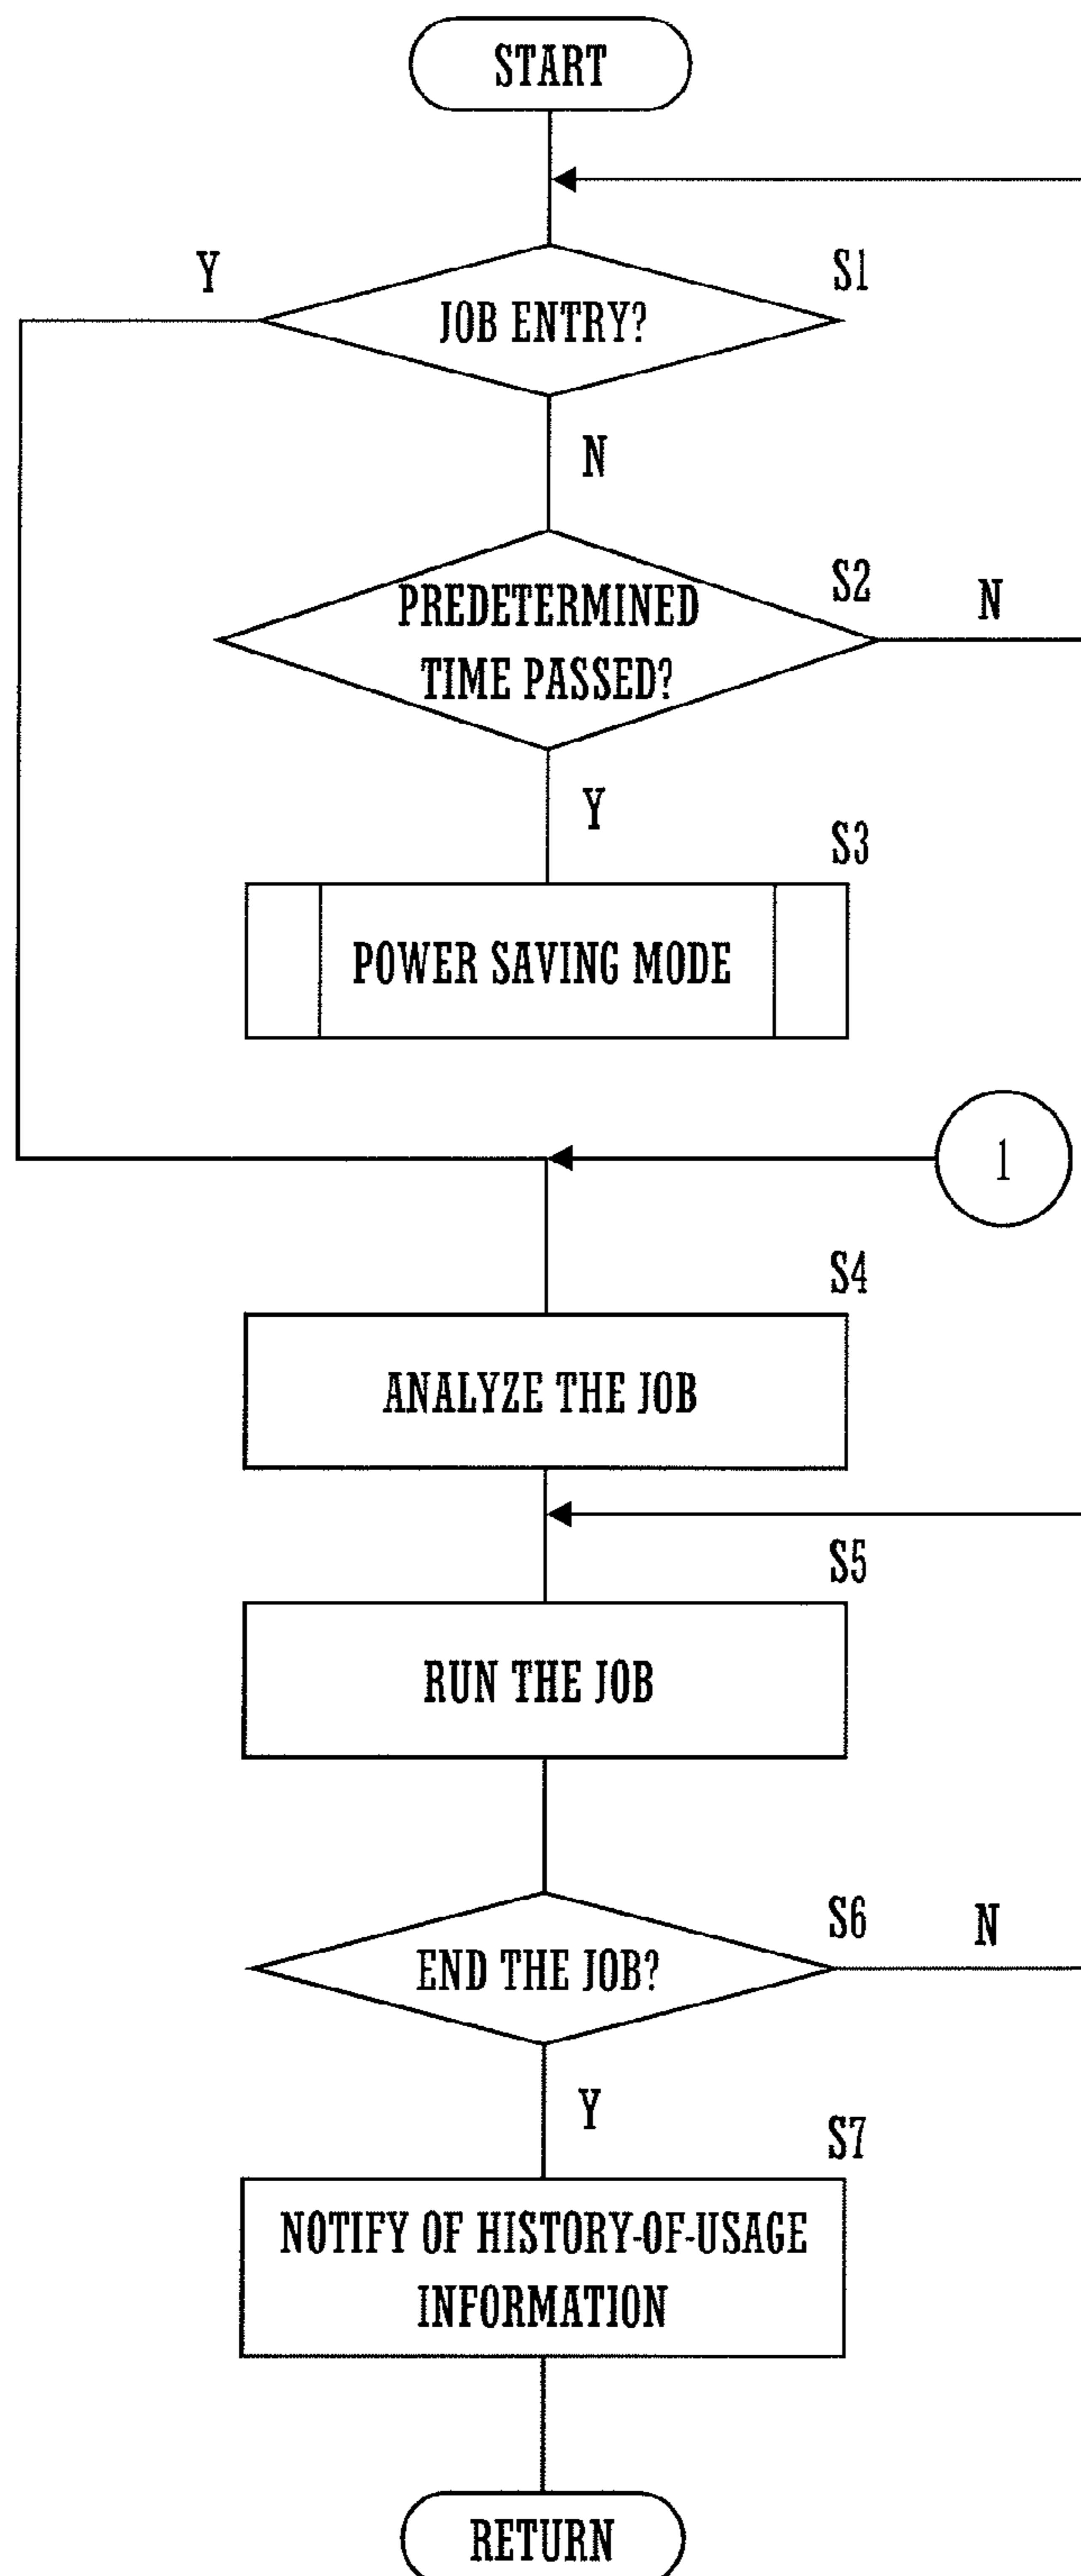 START
Y
S1
JOB ENTRY?
N
S2
N
PREDETERMINED
TIME PASSED?
Y
S3
POWER SAVING MODE
1
S4
ANALYZE THE JOB
S5
RUN THE JOB
S6
N
END THE JOB?
Y
S7
NOTIFY OF HISTORY-OF-USAGE
INFORMATION
RETURN